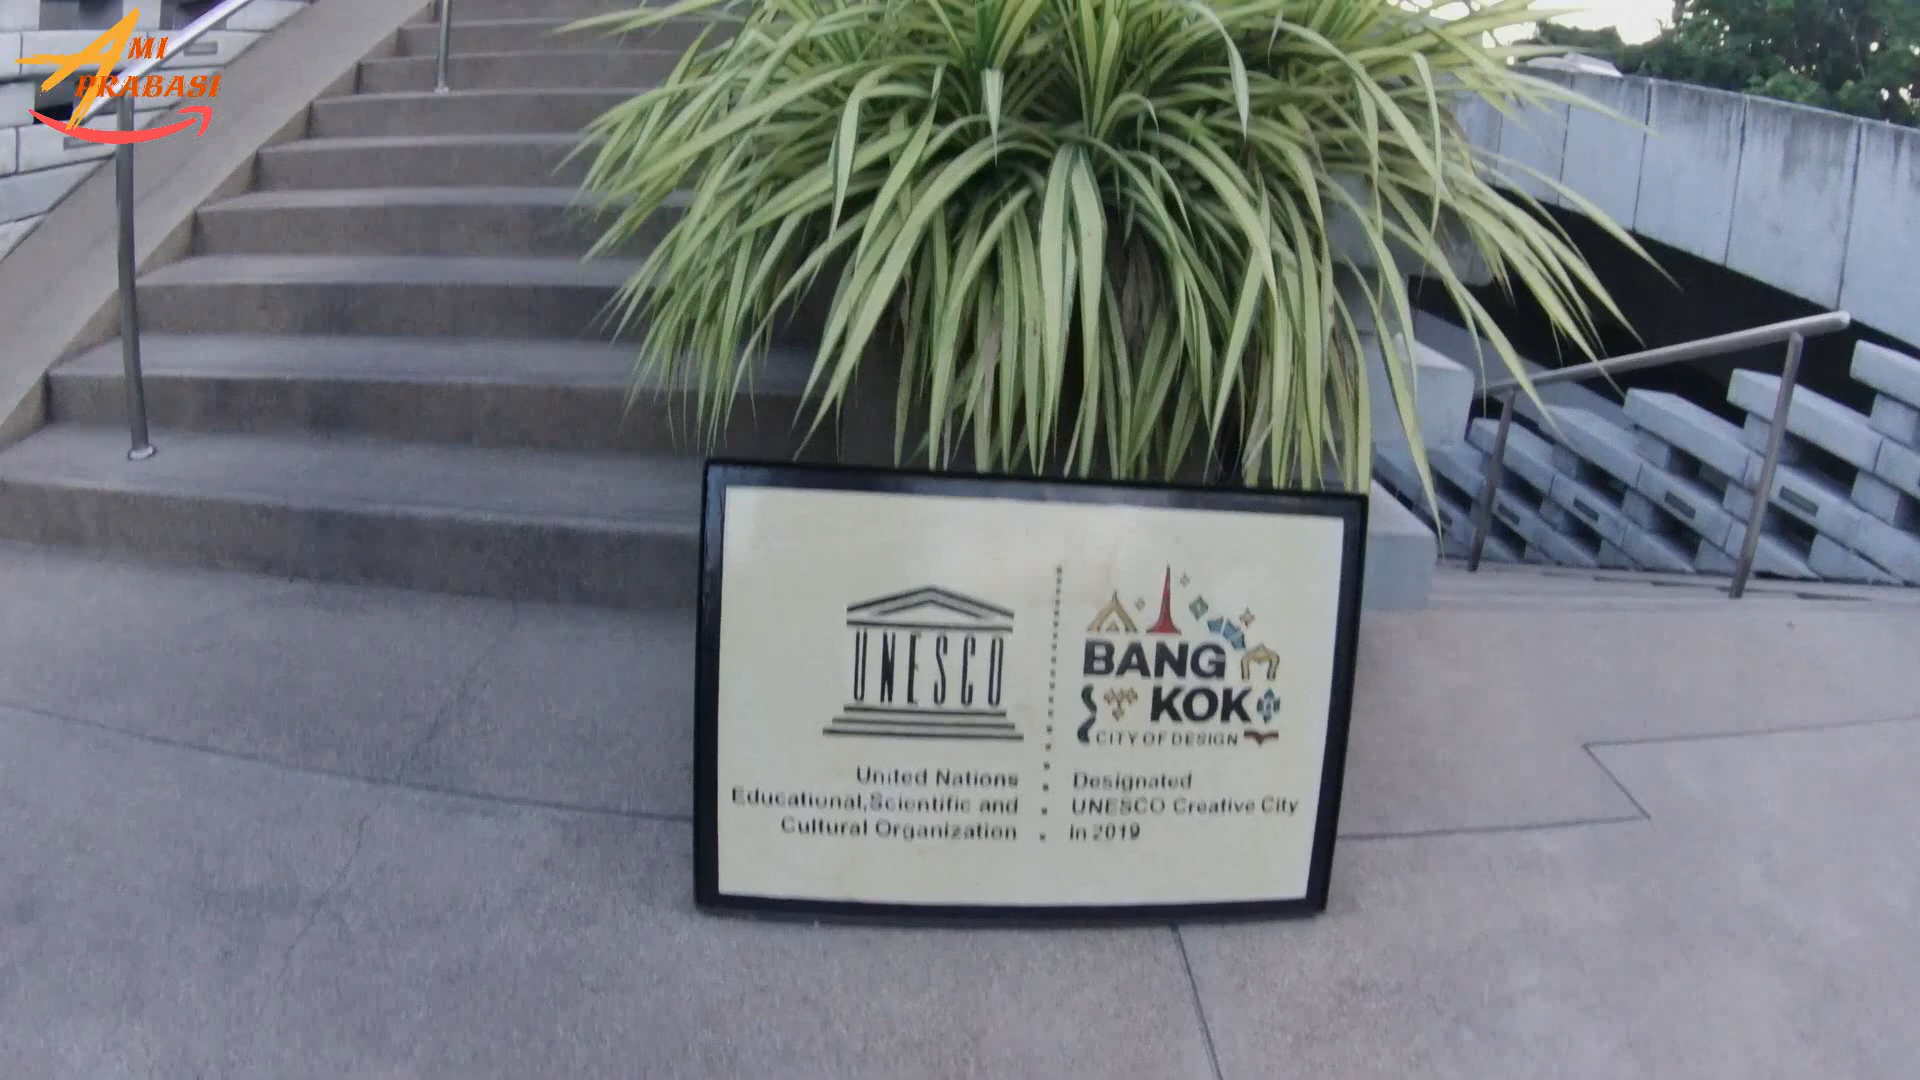 AMI
PRABASI
UNESCO
United Nations
Educational,Scientific and
Cultural Organization
BANG
KOK
CITY OF DESIGN
Designated
UNESCO Creative City
in 2019